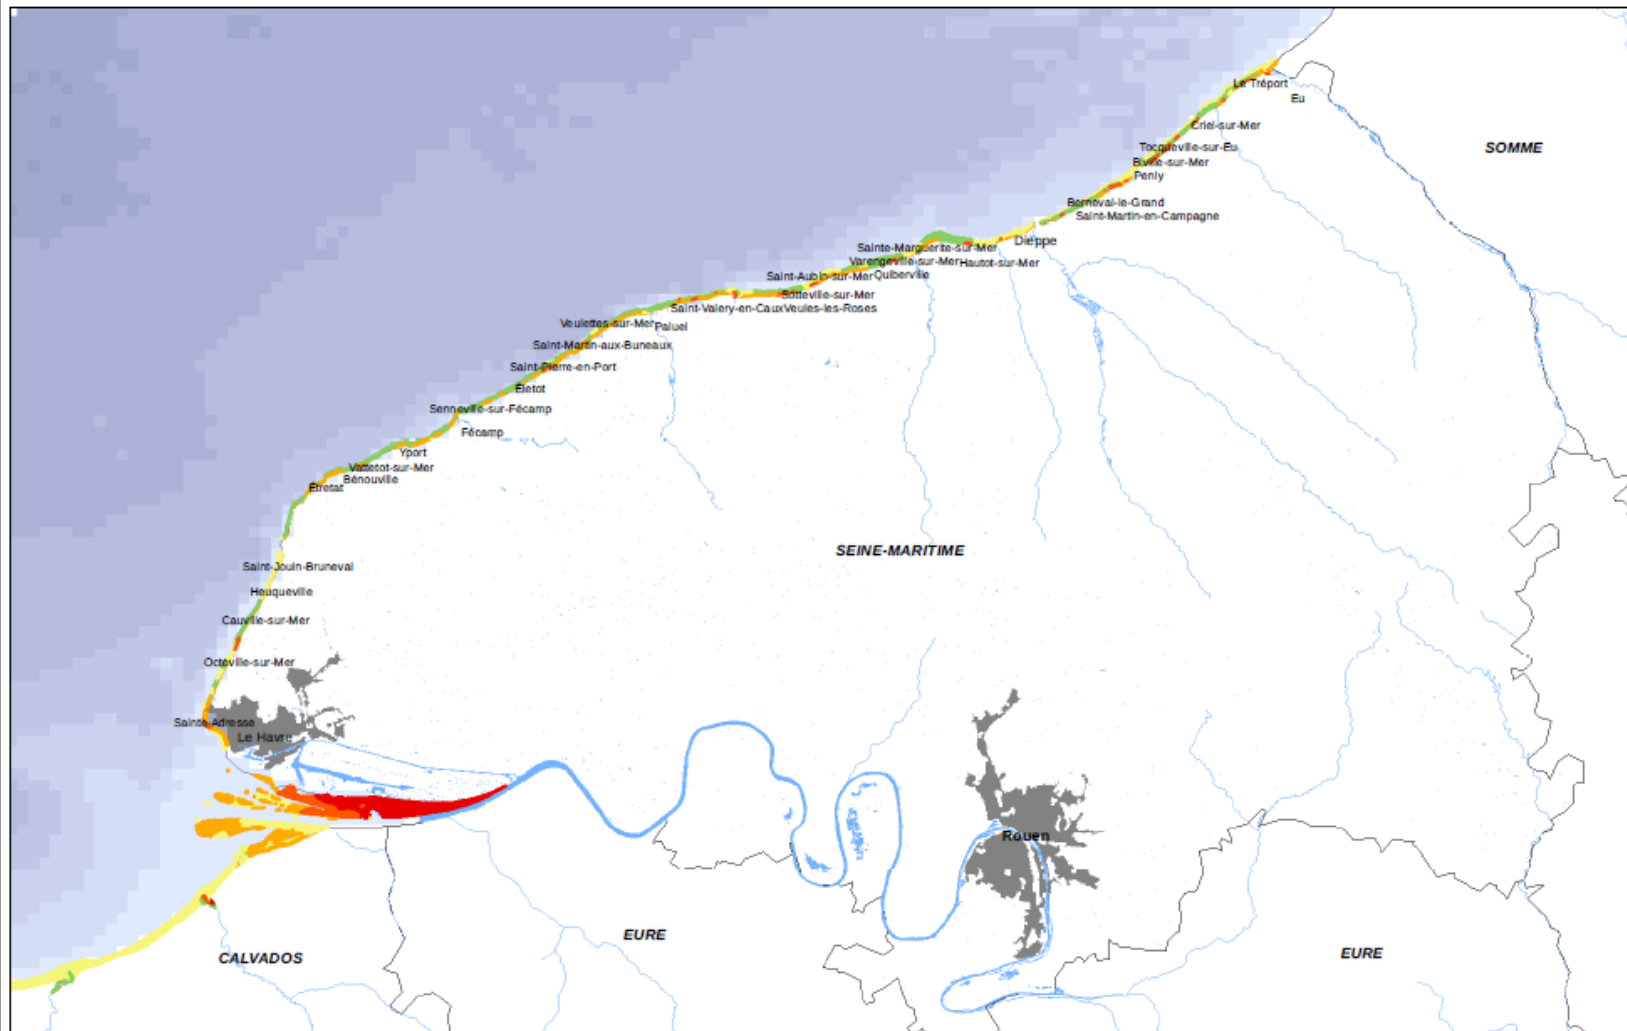 Le Tréport
Eu
Criel-sur-Mer
SOMME
Tocqueville-sur-Eu
Biville-sur-Mer
Penly
Berneval-le-Grand
Saint-Martin-en-Campagne
Dieppe
Sainte-Marguerite-sur-Mer
Varengeville-sur-Mer
Hautot-sur-Mer
Saint-Aubin-sur-Mer
Quiberville
Sotteville-sur-Mer
Saint-Valery-en-Caux
Veules-les-Roses
Veulettes-sur-Mer
Paluel
Saint-Martin-aux-Buneaux
Saint-Pierre-en-Port
Életot
Senneville-sur-Fécamp
Fécamp
Yport
Vattetot-sur-Mer
Bénouville
Étretat
SEINE-MARITIME
Saint-Jouin-Bruneval
Heuqueville
Cauville-sur-Mer
Octeville-sur-Mer
Sainte-Adresse
Le Havre
Rouen
EURE
CALVADOS
EURE